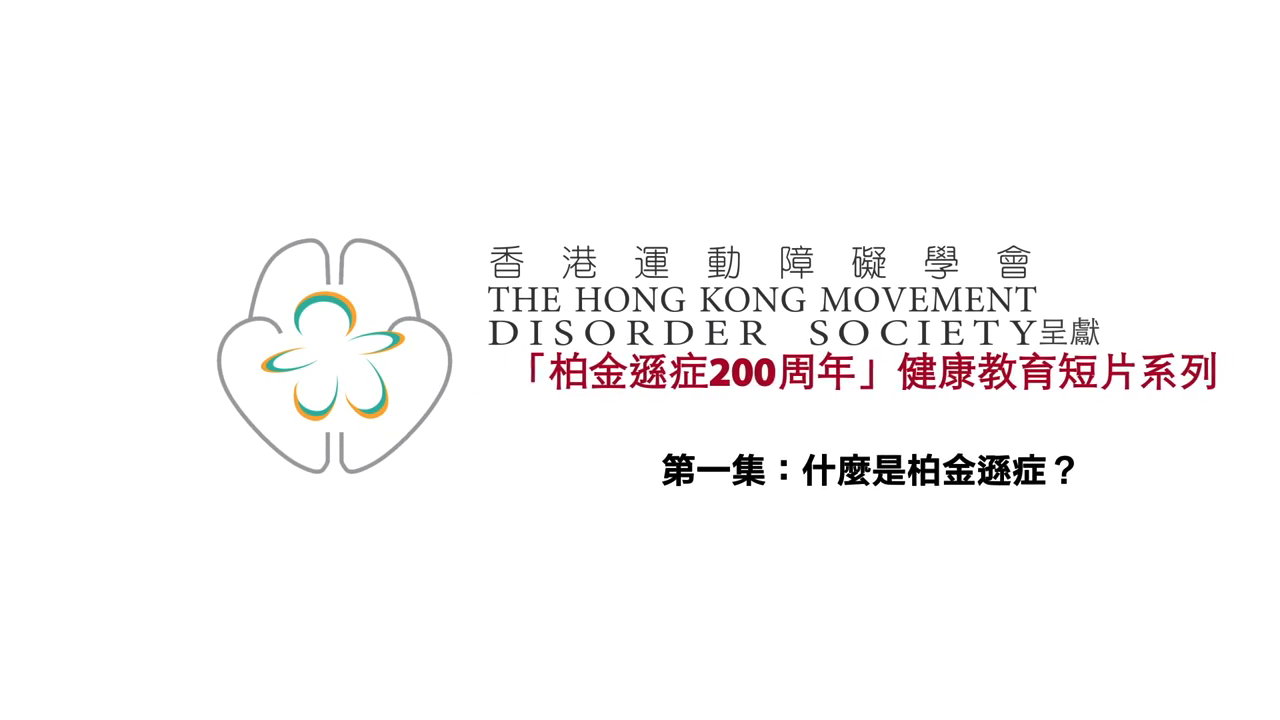 香港運動障礙學會
THE HONG KONG MOVEMENT
DISORDER SOCIETY呈獻
「柏金遜症200周年」健康教育短片系列
第一集：什麼是柏金遜症？